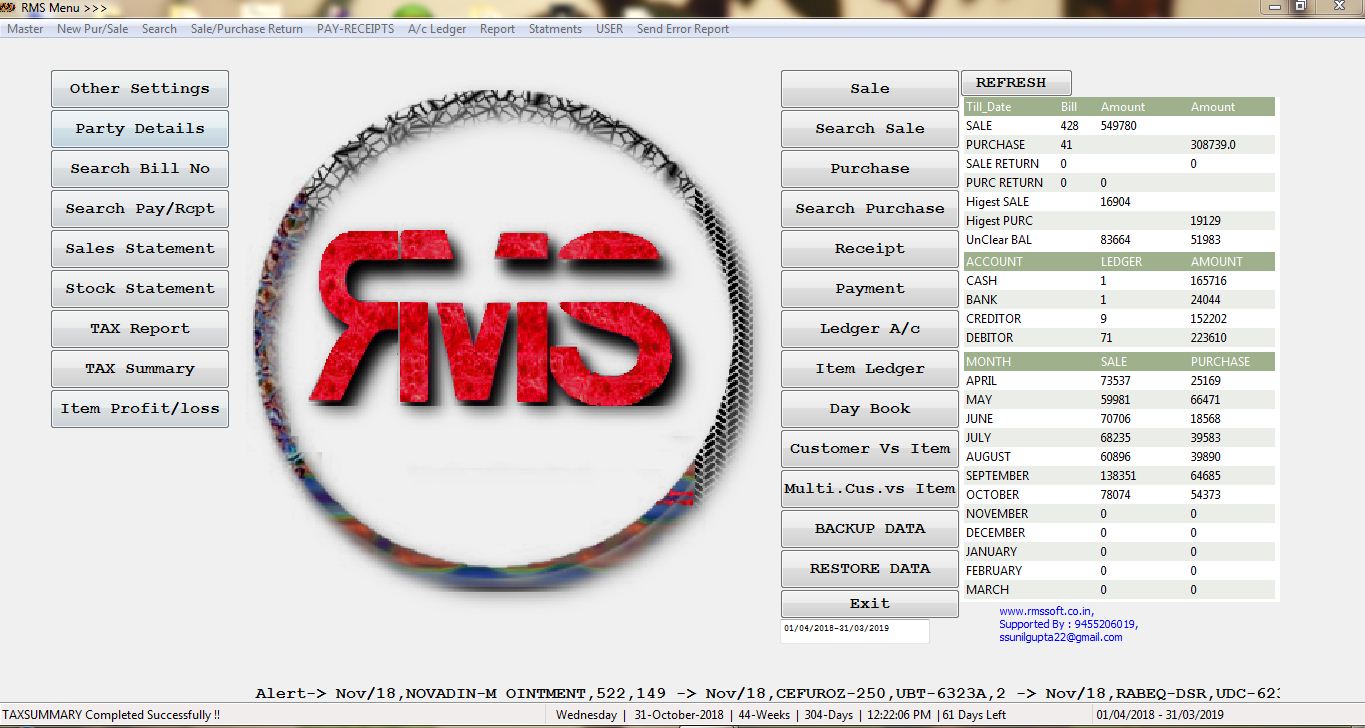 RMS Menu >>>
Master New Pur/Sale Search Sale/Purchase Return PAY-RECEIPTS A/c Ledger Report Statments USER Send Error Report
Other Settings
Party Details
Search Bill No
Search Pay/Rcpt
Sales Statement
Stock Statement
TAX Report
TAX Summary
Item Profit/loss
RMS
Sale
Search Sale
Purchase
Search Purchase
Receipt
Payment
Ledger A/c
Item Ledger
Day Book
Customer Vs Item
Multi.Cus.vs Item
BACKUP DATA
RESTORE DATA
Exit
01/04/2018-31/03/2019
REFRESH
Till_Date Bill Amount Amount
SALE 428 549780
PURCHASE 41 308739.0
SALE RETURN 0 0
PURC RETURN 0 0
Higest SALE 16904
Higest PURC 19129
UnClear BAL 83664 51983
ACCOUNT LEDGER AMOUNT
CASH 1 165716
BANK 1 24044
CREDITOR 9 152202
DEBITOR 71 223610
MONTH SALE PURCHASE
APRIL 73537 25169
MAY 59981 66471
JUNE 70706 18568
JULY 68235 39583
AUGUST 60896 39890
SEPTEMBER 138351 64685
OCTOBER 78074 54373
NOVEMBER 0 0
DECEMBER 0 0
JANUARY 0 0
FEBRUARY 0 0
MARCH 0 0
www.rmssoft.co.in,
Supported By : 9455206019,
ssunilgupta22@gmail.com
Alert-> Nov/18,NOVADIN-M OINTMENT,522,149 -> Nov/18,CEFUROZ-250,UBT-6323A,2 -> Nov/18,RABEQ-DSR,UDC-623
TAXSUMMARY Completed Successfully !! Wednesday | 31-October-2018 | 44-Weeks | 304-Days | 12:22:06 PM |61 Days Left 01/04/2018 - 31/03/2019